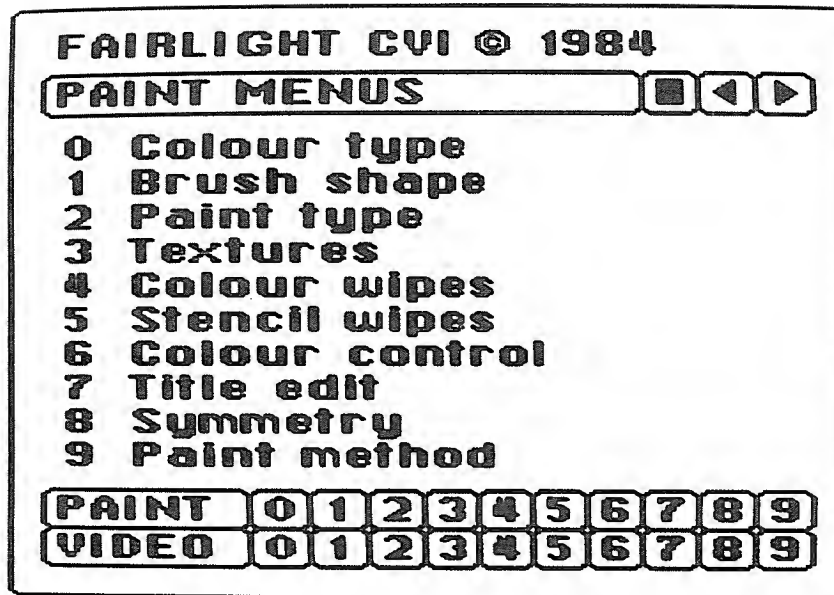 FAIRLIGHT CVI © 1984
PAINT MENUS
0 Colour type
1 Brush shape
2 Paint type
3 Textures
4 Colour wipes
5 Stencil wipes
6 Colour control
7 Title edit
8 Symmetry
9 Paint method
PAINT 0 1 2 3 4 5 6 7 8 9
VIDEO 0 1 2 3 4 5 6 7 8 9